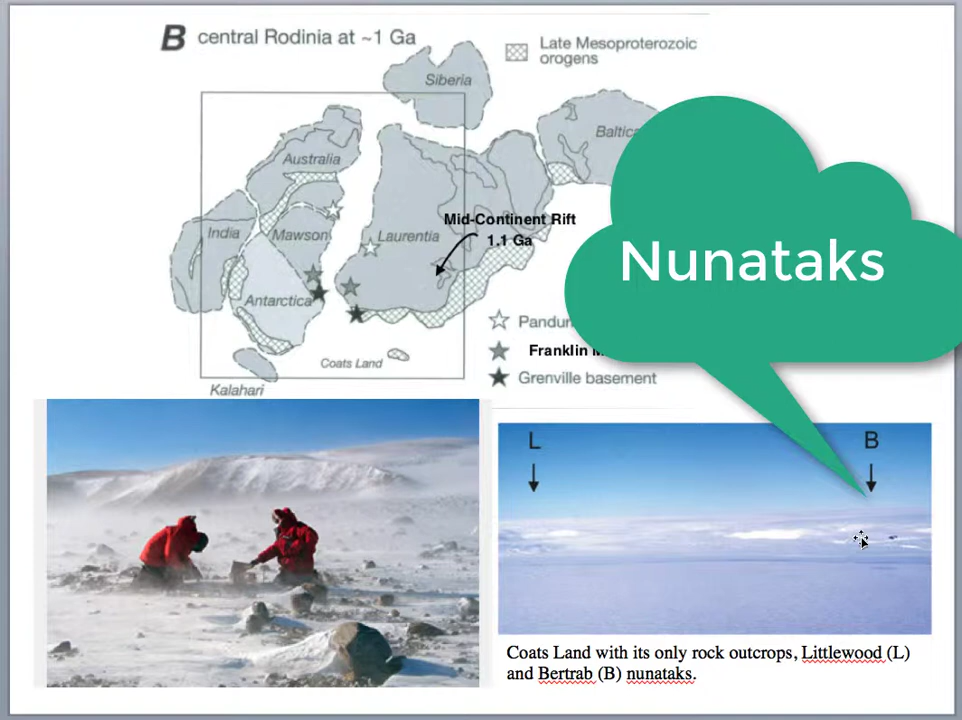 B central Rodinia at ~1 Ga
Late Mesoproterozoic
orogens
Siberia
Baltica
Australia
Mid-Continent Rift
1.1 Ga
India
Mawson
Laurentia
Antarctica
Nunataks
Coats Land
Kalahari
Franklin
Grenville basement
L
B
Coats Land with its only rock outcrops, Littlewood (L)
and Bertrab (B) nunataks.